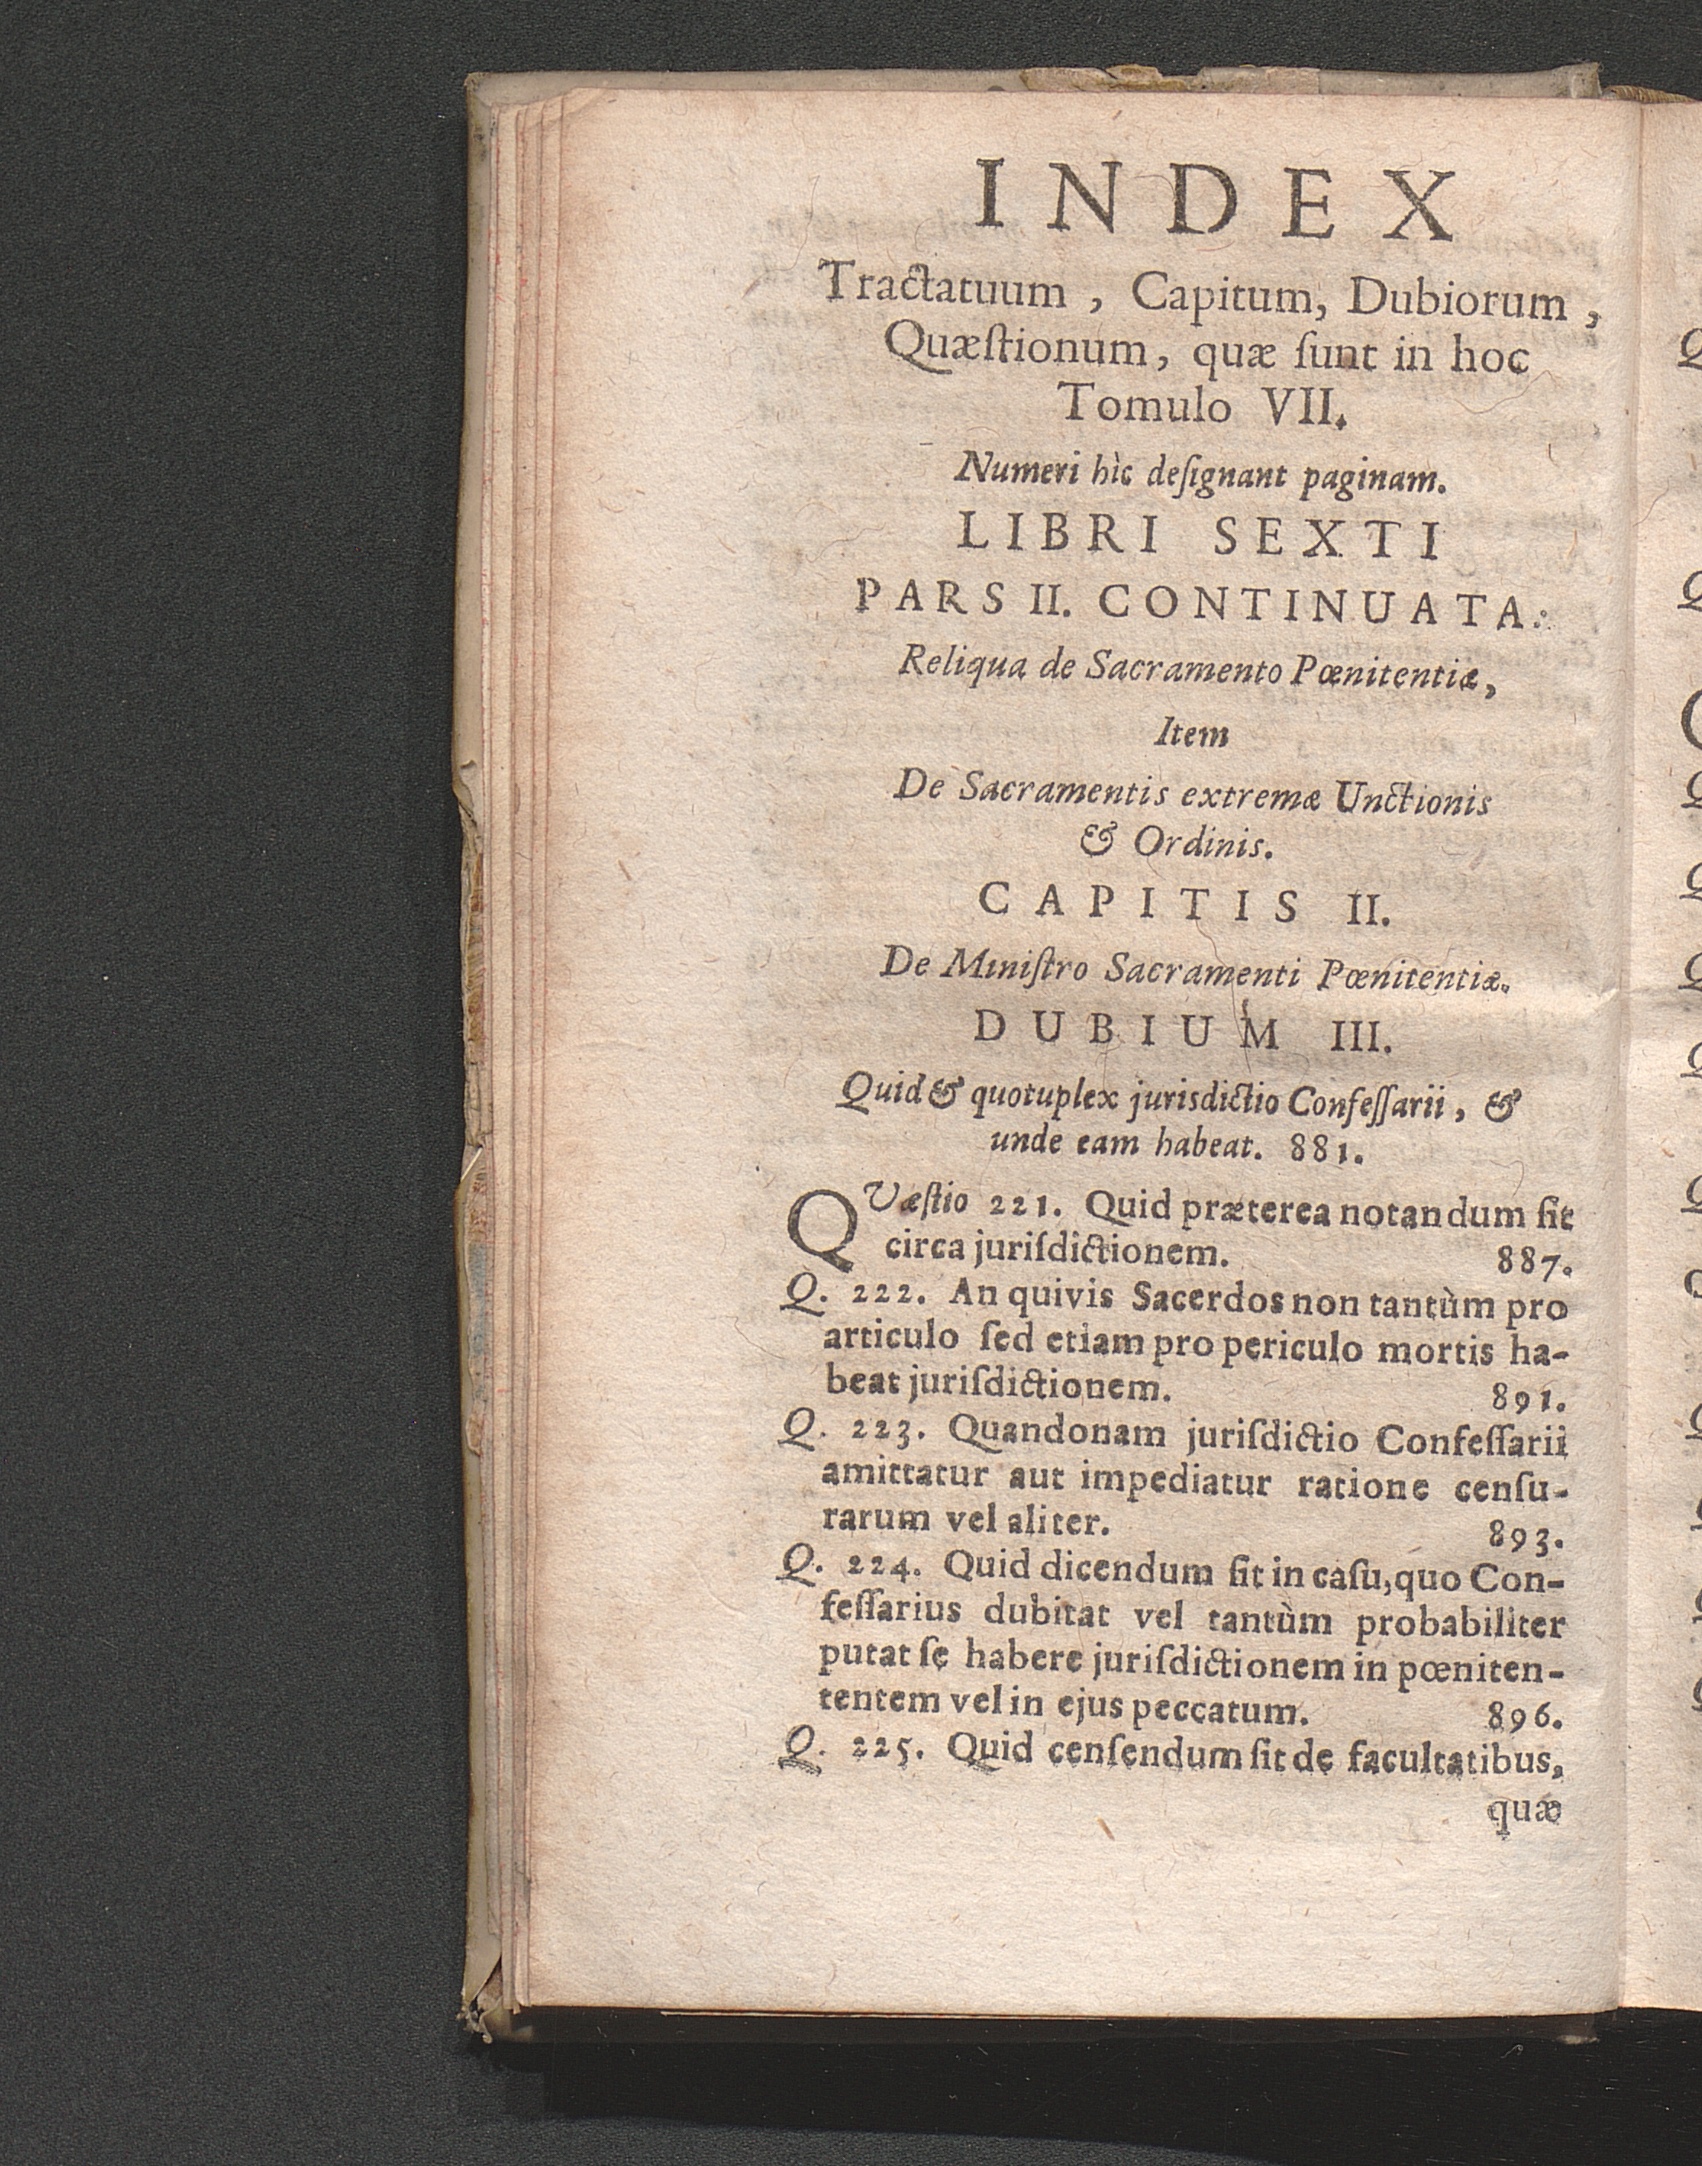 INDEX
Tractatuum, Capitum, Dubiorum,
Quæſtionum, quæ ſunt in hoc
Tomulo VII.
Numeri hìc deſignant paginam.
LIBRI SEXTI
PARS II. CONTINUATA:
Reliqua de Sacramento Pœnitentiæ,
Item
De Sacramentis extremæ Unctionis
& Ordinis.
CAPITIS II.
De Miniſtro Sacramenti Pœnitentiæ.
DUBIUM III.
Quid & quotuplex jurisdictio Confeſſarii, &
unde eam habeat. 881.
QUæſtio 221. Quid præterea notandum ſit
circa juriſdictionem. 887.
Q. 222. An quivis Sacerdos non tantùm pro
articulo ſed etiam pro periculo mortis ha-
beat juriſdictionem. 891.
Q. 223. Quandonam juriſdictio Confeſſarii
amittatur aut impediatur ratione cenſu-
rarum vel aliter. 893.
Q. 224. Quid dicendum ſit in caſu, quo Con-
feſſarius dubitat vel tantùm probabiliter
putat ſe habere juriſdictionem in pœniten-
tentem vel in ejus peccatum. 896.
Q. 225. Quid cenſendum ſit de facultatibus,
quæ